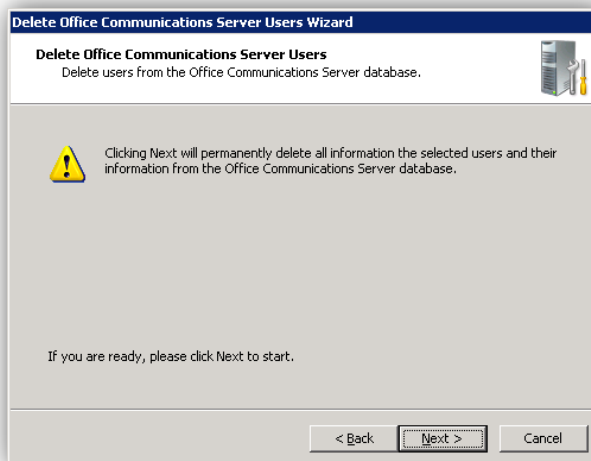 Delete Office Communications Server Users Wizard
Delete Office Communications Server Users
Delete users from the Office Communications Server database.
Clicking Next will permanently delete all information the selected users and their
information from the Office Communications Server database.
If you are ready, please click Next to start.
< Back Next > Cancel